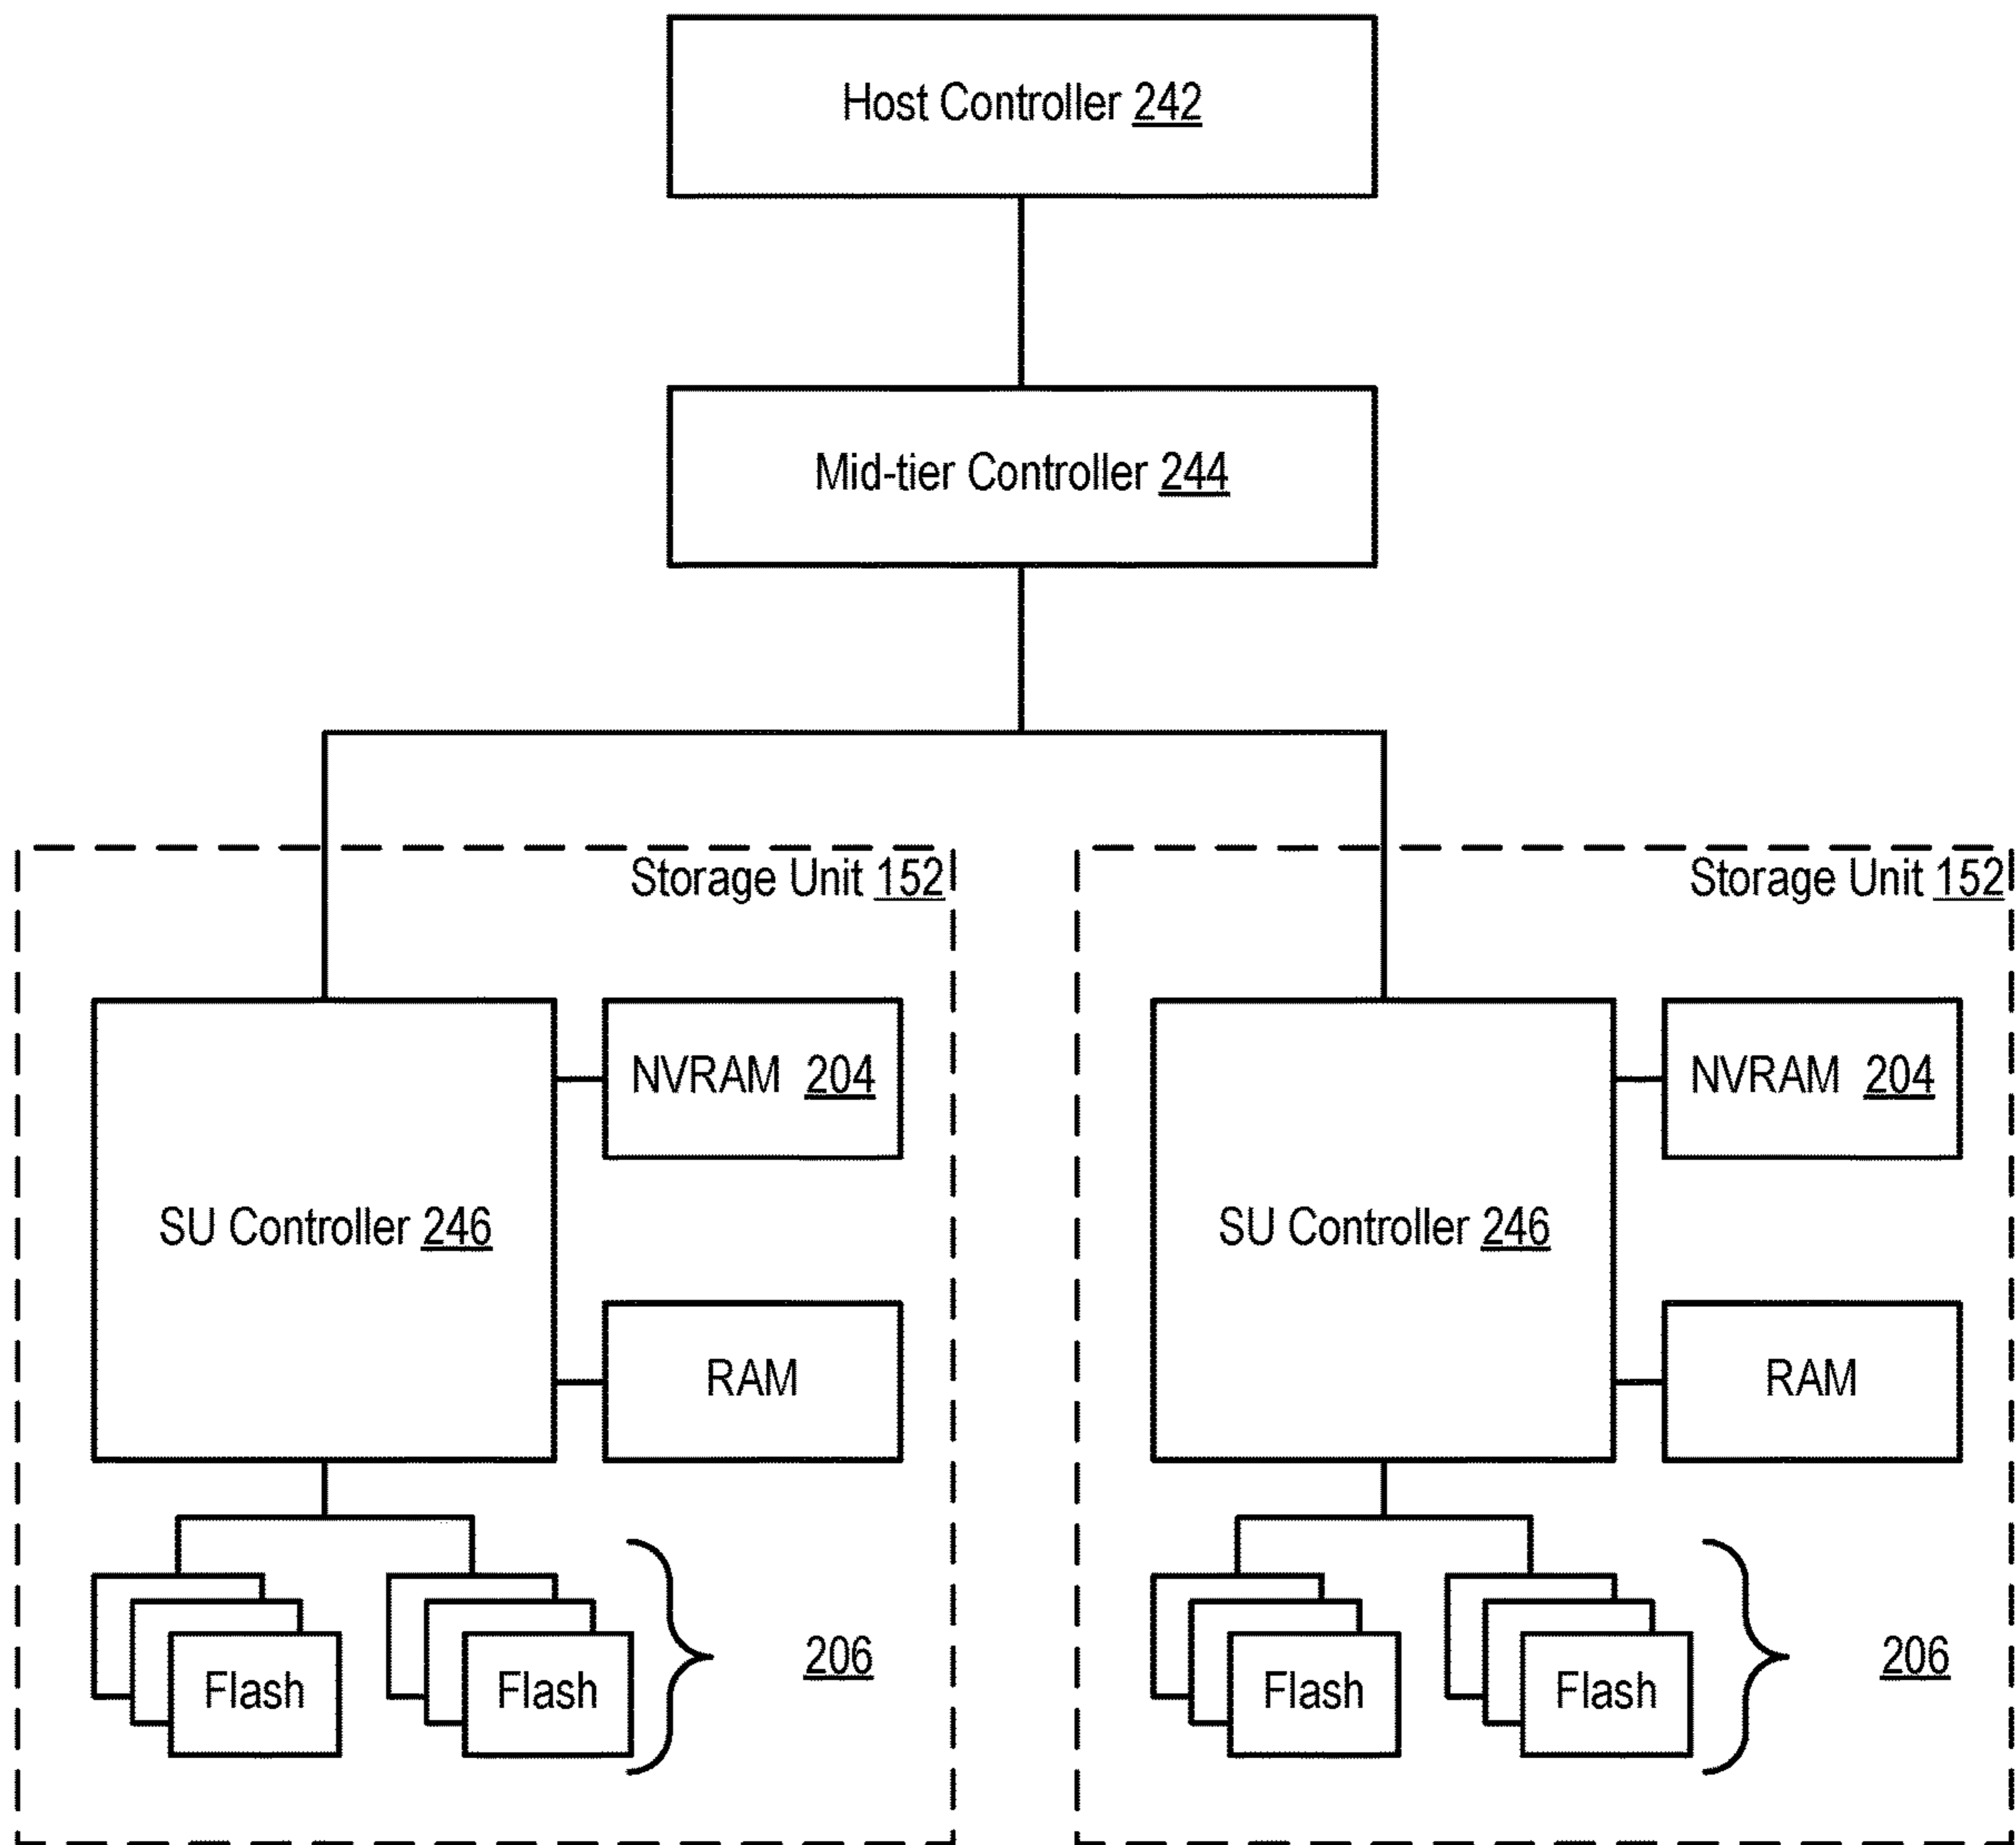 Host Controller 242
Mid-tier Controller 244
Storage Unit 152
NVRAM 204
SU Controller 246
RAM
Flash
Flash
206
Storage Unit 152
NVRAM 204
SU Controller 246
RAM
Flash
Flash
206